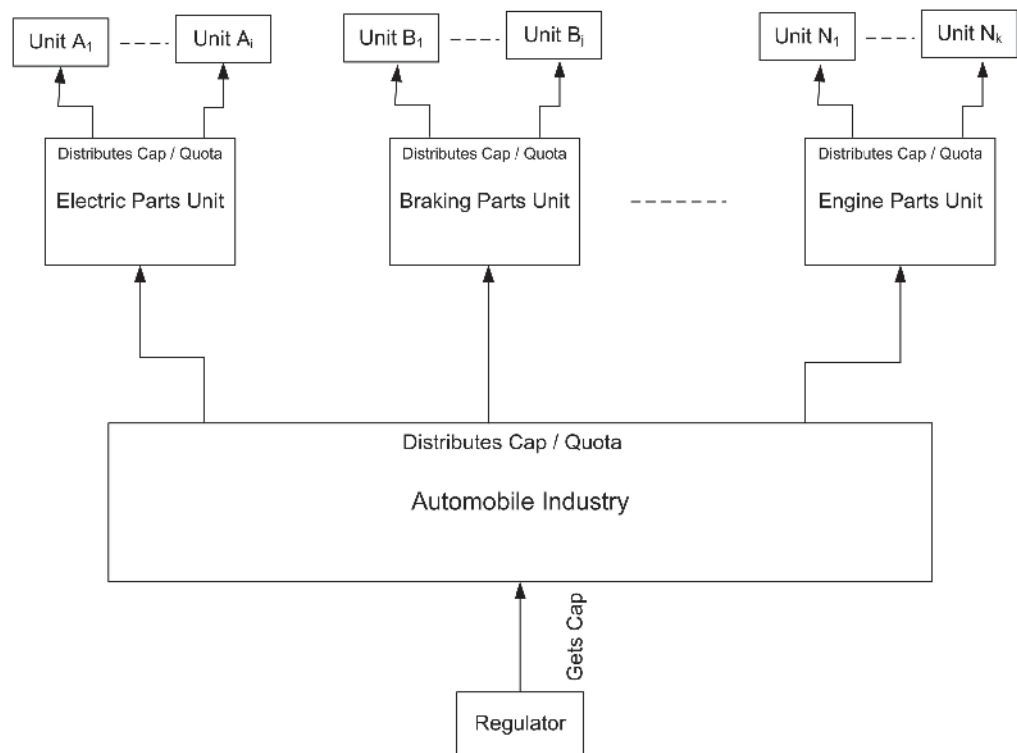 Unit A₁
Unit Aᵢ
Unit B₁
Unit Bⱼ
Unit N₁
Unit Nₖ
Distributes Cap / Quota
Electric Parts Unit
Distributes Cap / Quota
Braking Parts Unit
Distributes Cap / Quota
Engine Parts Unit
Distributes Cap / Quota
Automobile Industry
Gets Cap
Regulator